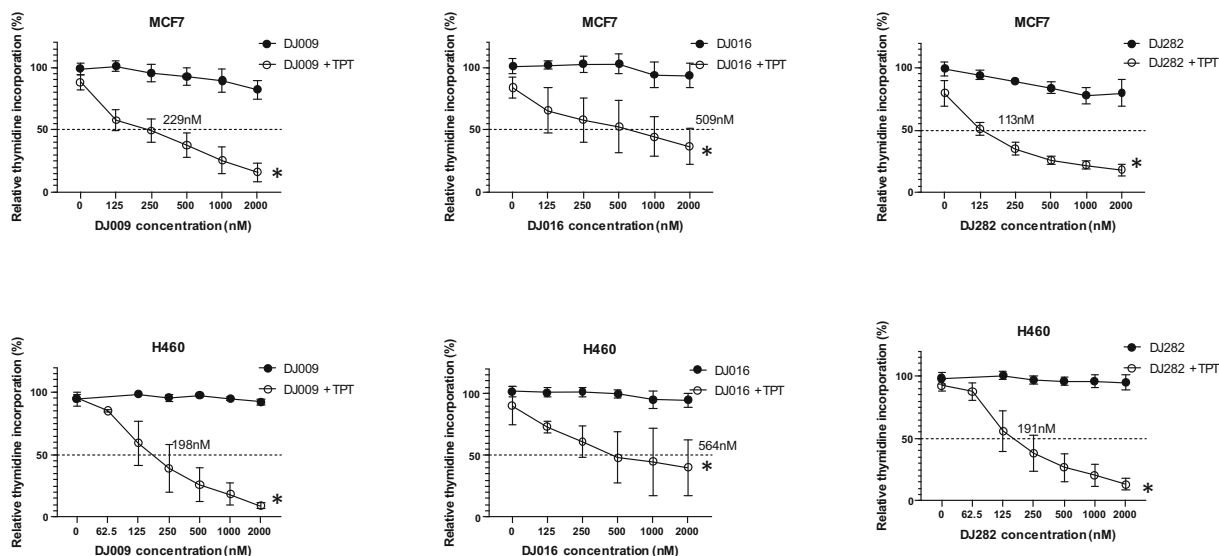 MCF7
DJ009
DJ009 +TPT
Relative thymidine incorporation (%)
100
50
0
229nM
*
0 125 250 500 1000 2000
DJ009 concentration (nM)
MCF7
DJ016
DJ016 +TPT
Relative thymidine incorporation (%)
100
50
0
509nM
*
0 125 250 500 1000 2000
DJ016 concentration (nM)
MCF7
DJ282
DJ282 +TPT
Relative thymidine incorporation (%)
100
50
0
113nM
*
0 125 250 500 1000 2000
DJ282 concentration (nM)
H460
DJ009
DJ009 +TPT
Relative thymidine incorporation (%)
100
50
0
198nM
*
0 62.5 125 250 500 1000 2000
DJ009 concentration (nM)
H460
DJ016
DJ016 +TPT
Relative thymidine incorporation (%)
100
50
0
564nM
*
0 125 250 500 1000 2000
DJ016 concentration (nM)
H460
DJ282
DJ282 +TPT
Relative thymidine incorporation (%)
100
50
0
191nM
*
0 62.5 125 250 500 1000 2000
DJ282 concentration (nM)